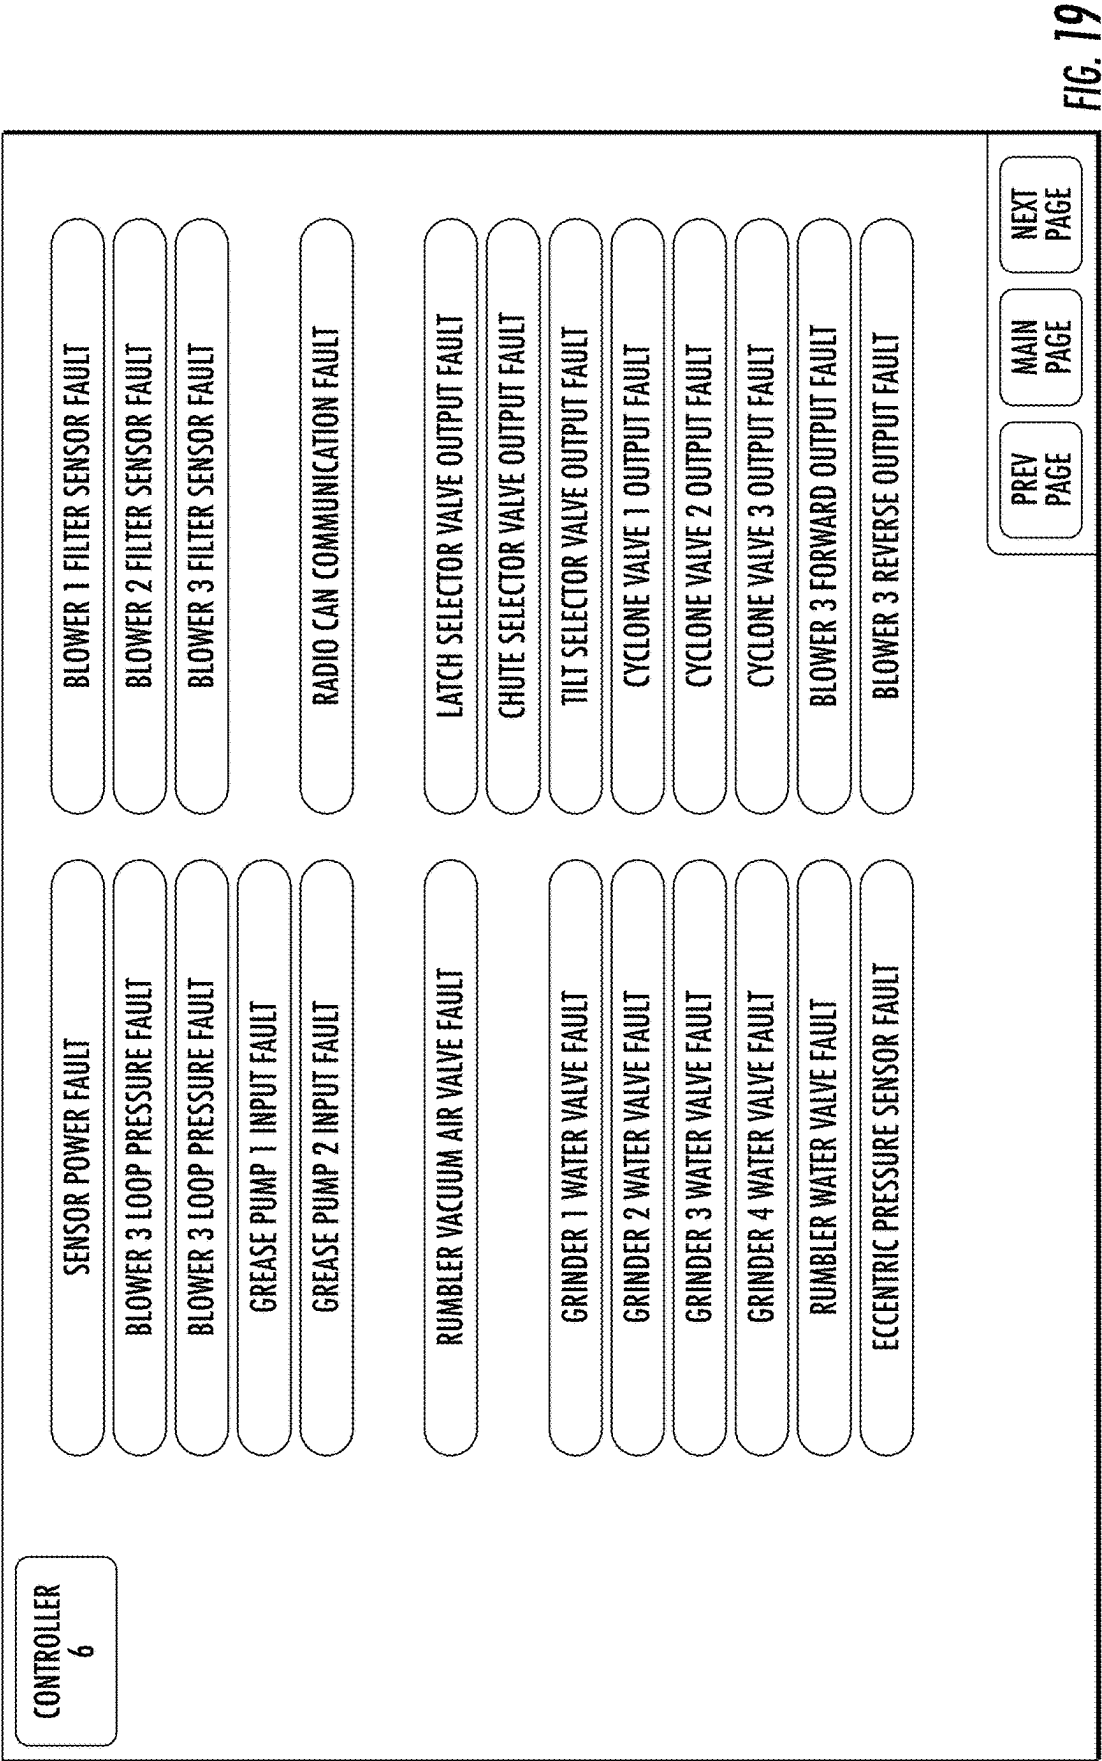 CONTROLLER
6
SENSOR POWER FAULT
BLOWER 3 LOOP PRESSURE FAULT
BLOWER 3 LOOP PRESSURE FAULT
GREASE PUMP 1 INPUT FAULT
GREASE PUMP 2 INPUT FAULT
RUMBLER VACUUM AIR VALVE FAULT
GRINDER 1 WATER VALVE FAULT
GRINDER 2 WATER VALVE FAULT
GRINDER 3 WATER VALVE FAULT
GRINDER 4 WATER VALVE FAULT
RUMBLER WATER VALVE FAULT
ECCENTRIC PRESSURE SENSOR FAULT
BLOWER 1 FILTER SENSOR FAULT
BLOWER 2 FILTER SENSOR FAULT
BLOWER 3 FILTER SENSOR FAULT
RADIO CAN COMMUNICATION FAULT
LATCH SELECTOR VALVE OUTPUT FAULT
CHUTE SELECTOR VALVE OUTPUT FAULT
TILT SELECTOR VALVE OUTPUT FAULT
CYCLONE VALVE 1 OUTPUT FAULT
CYCLONE VALVE 2 OUTPUT FAULT
CYCLONE VALVE 3 OUTPUT FAULT
BLOWER 3 FORWARD OUTPUT FAULT
BLOWER 3 REVERSE OUTPUT FAULT
PREV
PAGE
MAIN
PAGE
NEXT
PAGE
FIG. 19